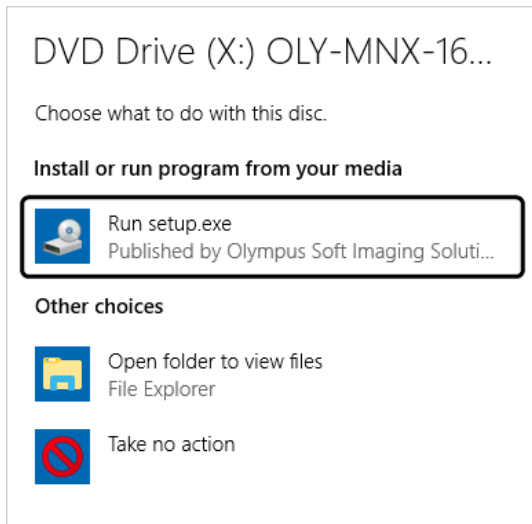 DVD Drive (X:) OLY-MNX-16...
Choose what to do with this disc.
Install or run program from your media
Run setup.exe
Published by Olympus Soft Imaging Soluti...
Other choices
Open folder to view files
File Explorer
Take no action